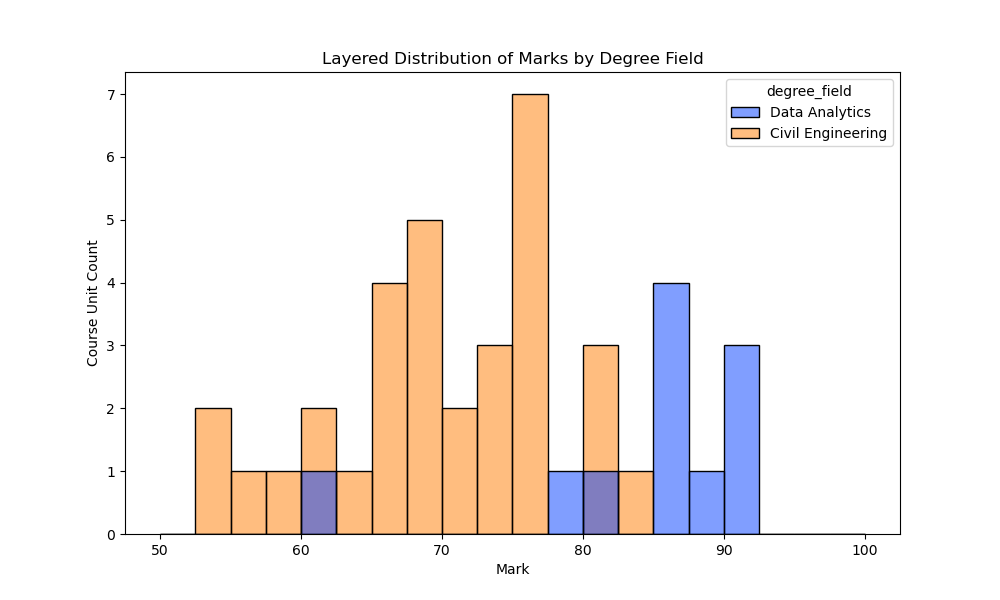 Layered Distribution of Marks by Degree Field
degree_field
Data Analytics
Civil Engineering
Course Unit Count
7
6
5
4
3
2
1
0
50 60 70 80 90 100
Mark